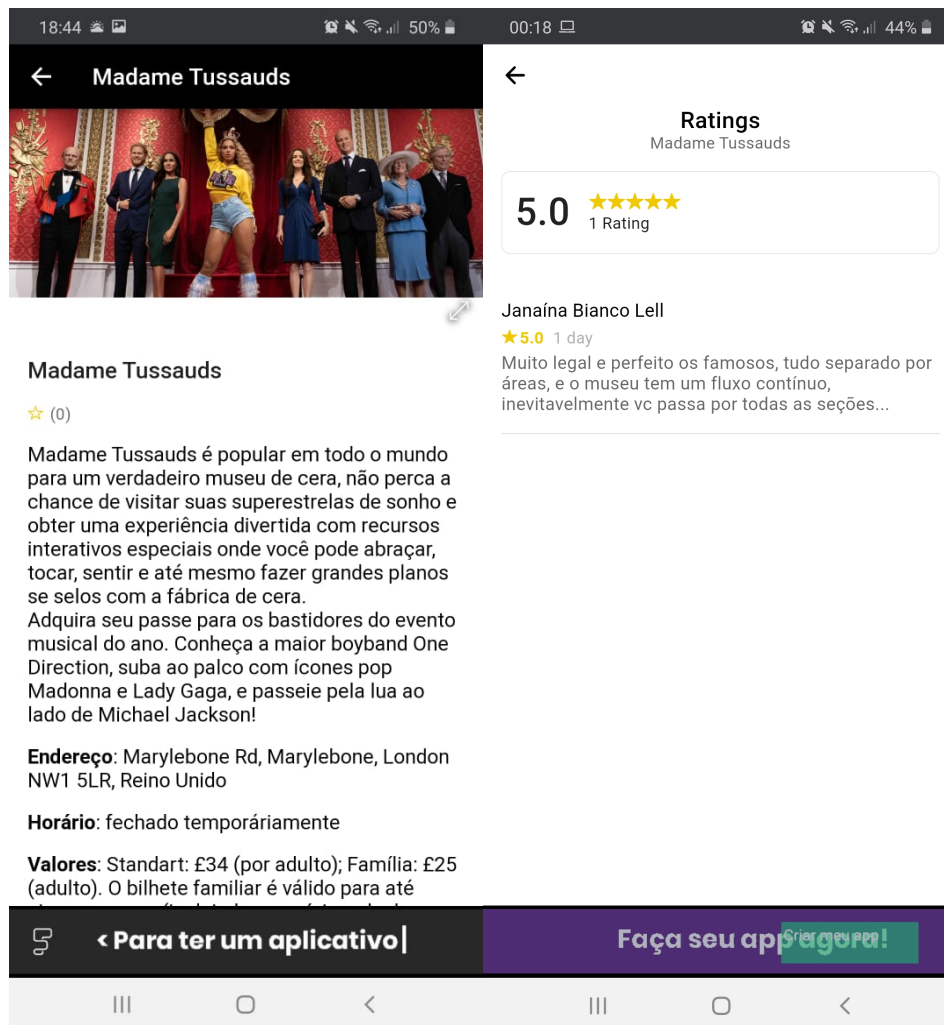 18:44
50%
Madame Tussauds
Madame Tussauds
(0)
Madame Tussauds é popular em todo o mundo
para um verdadeiro museu de cera, não perca a
chance de visitar suas superestrelas de sonho e
obter uma experiência divertida com recursos
interativos especiais onde você pode abraçar,
tocar, sentir e até mesmo fazer grandes planos
se selos com a fábrica de cera.
Adquira seu passe para os bastidores do evento
musical do ano. Conheça a maior boyband One
Direction, suba ao palco com ícones pop
Madonna e Lady Gaga, e passeie pela lua ao
lado de Michael Jackson!
Endereço: Marylebone Rd, Marylebone, London
NW1 5LR, Reino Unido
Horário: fechado temporáriamente
Valores: Standart: £34 (por adulto); Família: £25
(adulto). O bilhete familiar é válido para até
< Para ter um aplicativo|
00:18
44%
Ratings
Madame Tussauds
5.0
1 Rating
Janaína Bianco Lell
5.0 1 day
Muito legal e perfeito os famosos, tudo separado por
áreas, e o museu tem um fluxo contínuo,
inevitavelmente vc passa por todas as seções...
Faça seu app agora!
Criar meu app